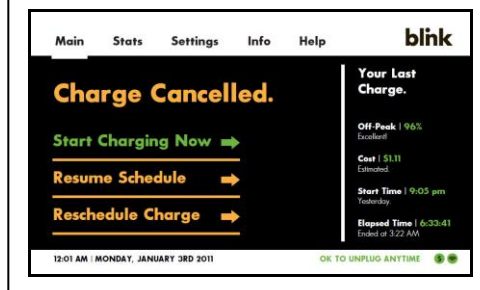 Main Stats Settings Info Help blink
Charge Cancelled.
Start Charging Now
Resume Schedule
Reschedule Charge
Your Last
Charge.
Off-Peak | 96%
Excellent!
Cost | $1.11
Estimated.
Start Time | 9:05 pm
Yesterday.
Elapsed Time | 6:33:41
Ended at 3:22 AM
12:01 AM | MONDAY, JANUARY 3RD 2011 OK TO UNPLUG ANYTIME S